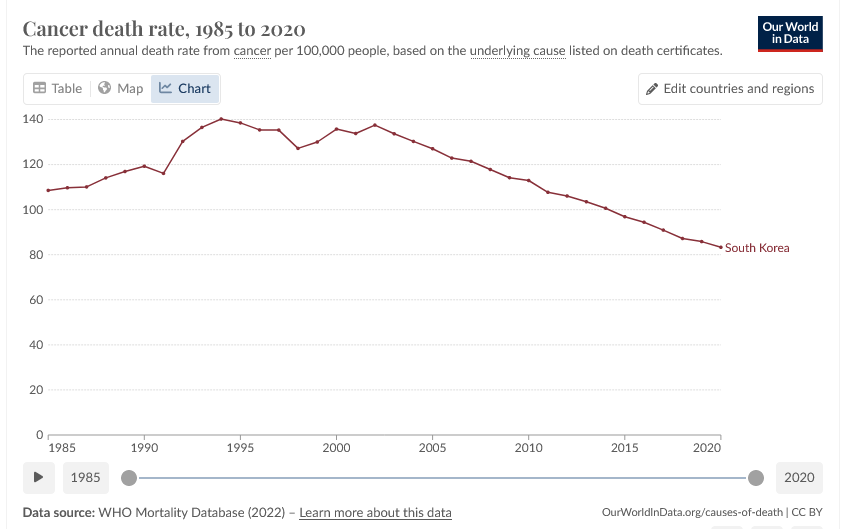 Cancer death rate, 1985 to 2020
The reported annual death rate from cancer per 100,000 people, based on the underlying cause listed on death certificates.
Our World
in Data
Table
Map
Chart
Edit countries and regions
140
120
100
80
60
40
20
0
South Korea
1985
1990
1995
2000
2005
2010
2015
2020
1985
2020
Data source: WHO Mortality Database (2022) – Learn more about this data
OurWorldInData.org/causes-of-death | CC BY